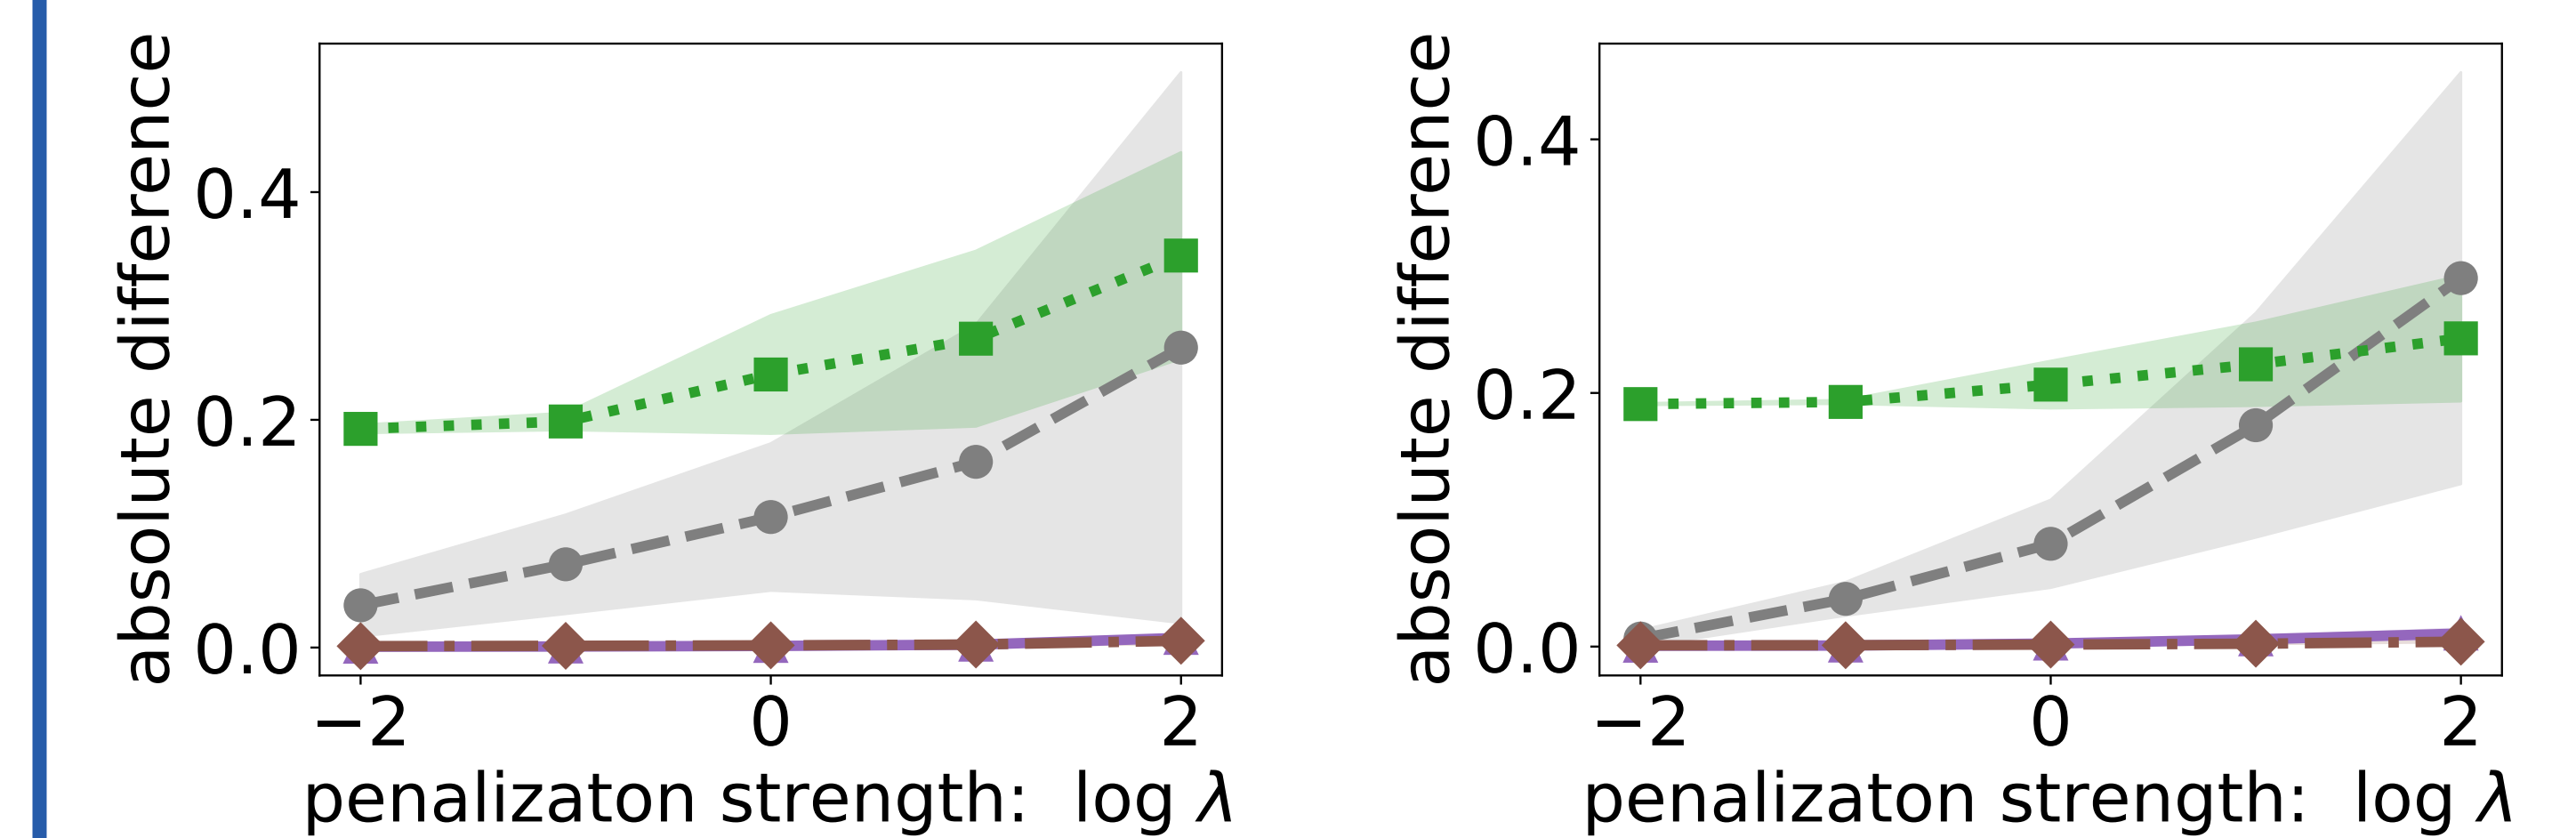 absolute difference
0.4
0.2
0.0
−2 0 2
penalizaton strength: log λ
absolute difference
0.4
0.2
0.0
−2 0 2
penalizaton strength: log λ